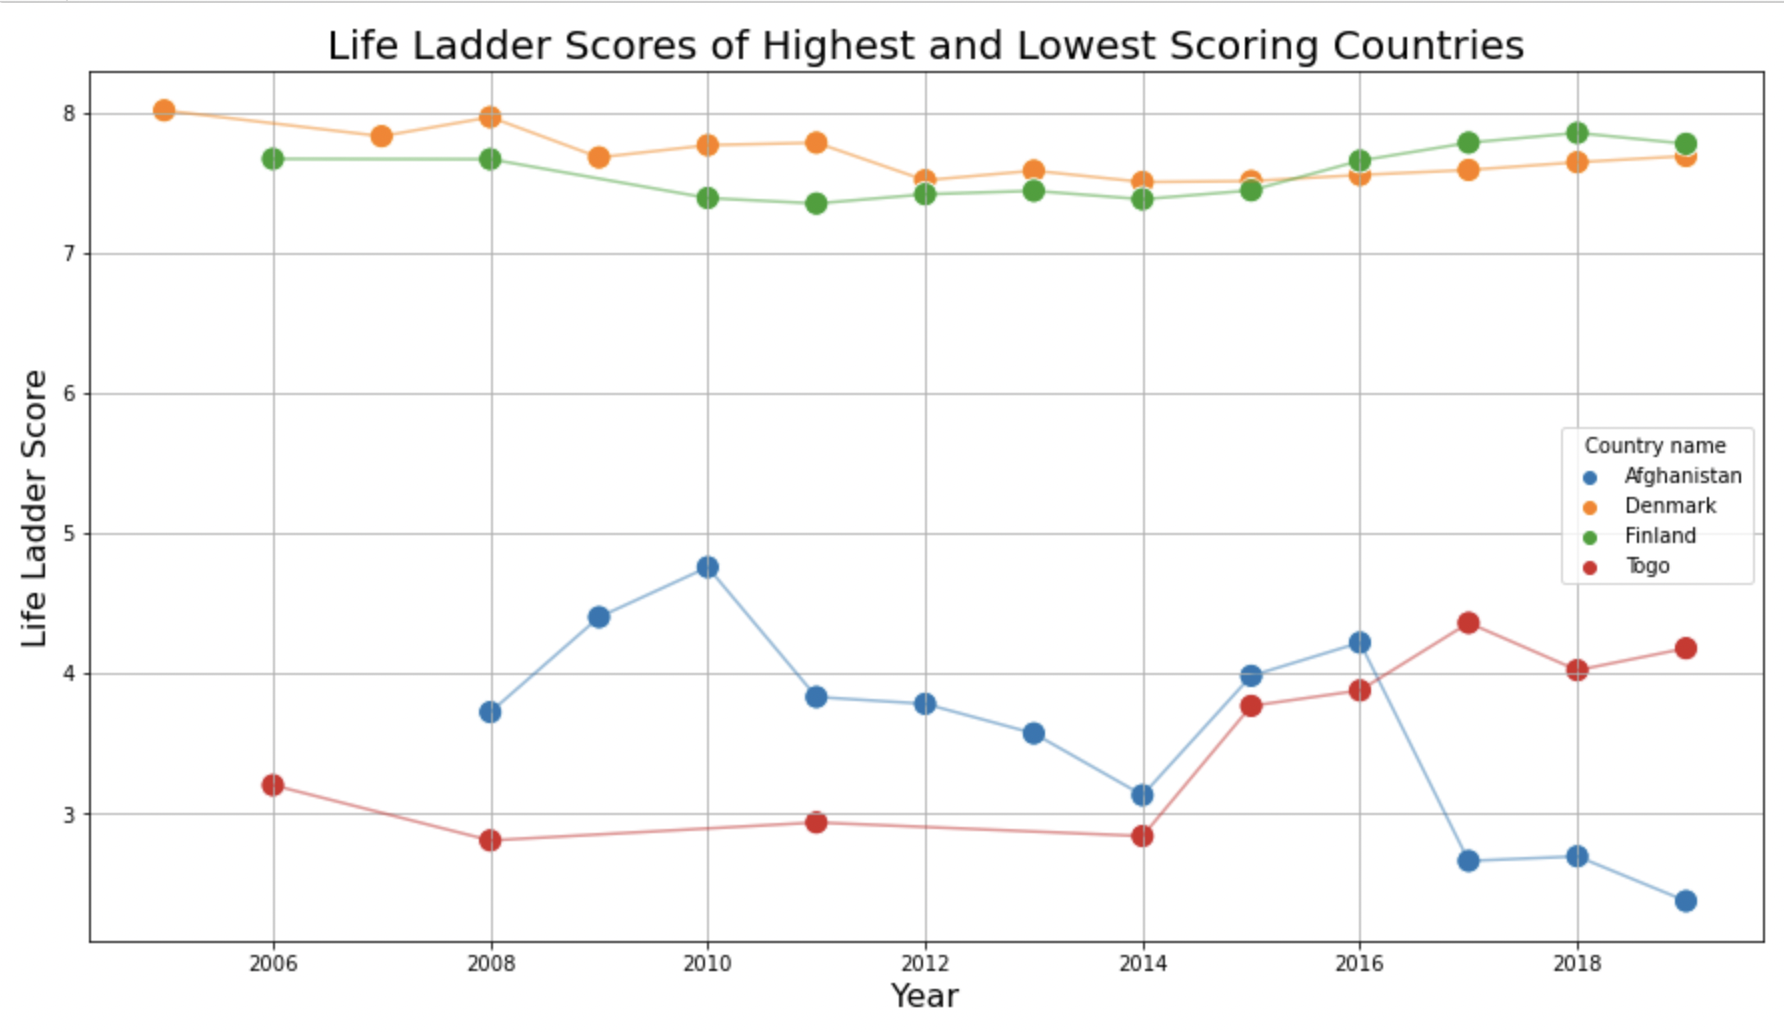 Life Ladder Scores of Highest and Lowest Scoring Countries
Life Ladder Score
8
7
6
5
4
3
Country name
Afghanistan
Denmark
Finland
Togo
2006 2008 2010 2012 2014 2016 2018
Year